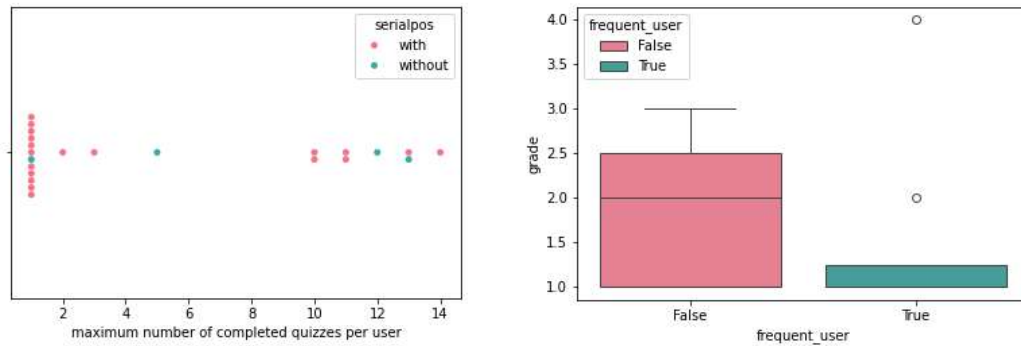 serialpos
with
without
2 4 6 8 10 12 14
maximum number of completed quizzes per user
frequent_user
False
True
4.0
3.5
3.0
2.5
2.0
1.5
1.0
grade
False True
frequent_user